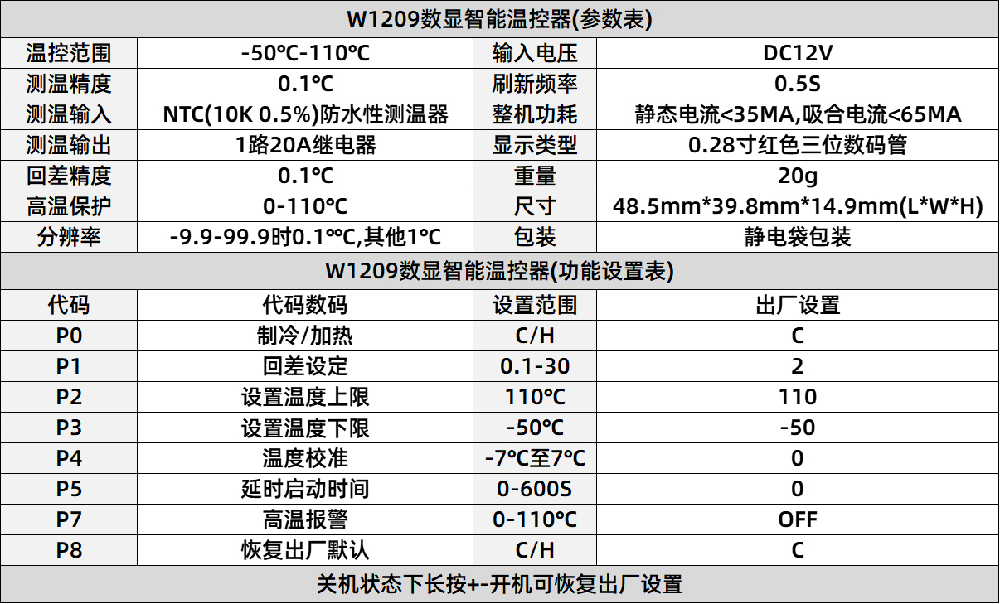 W1209数显智能温控器(参数表)
温控范围 -50℃-110℃ 输入电压 DC12V
测温精度 0.1℃ 刷新频率 0.5S
测温输入 NTC(10K 0.5%)防水性测温器 整机功耗 静态电流<35MA,吸合电流<65MA
测温输出 1路20A继电器 显示类型 0.28寸红色三位数码管
回差精度 0.1℃ 重量 20g
高温保护 0-110℃ 尺寸 48.5mm*39.8mm*14.9mm(L*W*H)
分辨率 -9.9-99.9时0.1°℃,其他1℃ 包装 静电袋包装
W1209数显智能温控器(功能设置表)
代码 代码数码 设置范围 出厂设置
P0 制冷/加热 C/H C
P1 回差设定 0.1-30 2
P2 设置温度上限 110℃ 110
P3 设置温度下限 -50℃ -50
P4 温度校准 -7℃至7℃ 0
P5 延时启动时间 0-600S 0
P7 高温报警 0-110℃ OFF
P8 恢复出厂默认 C/H C
关机状态下长按+-开机可恢复出厂设置